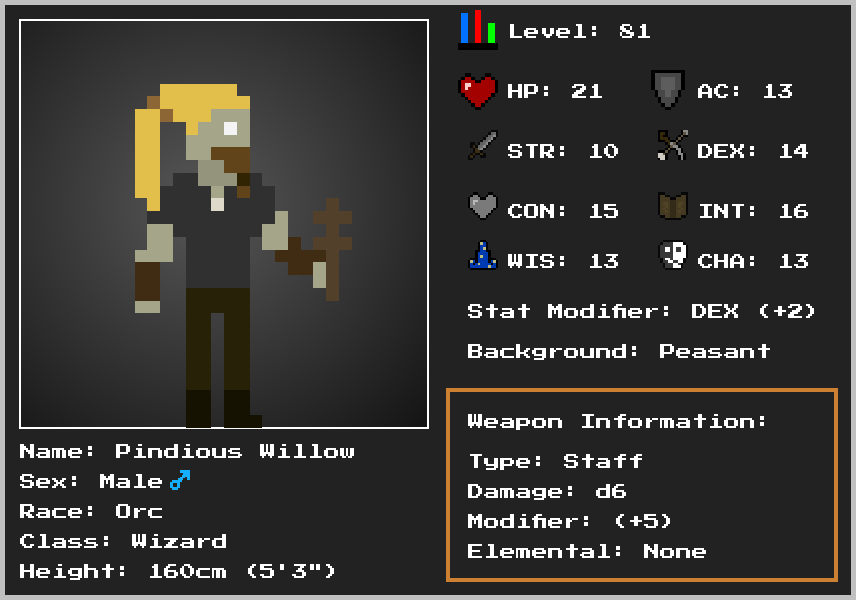 Level: 81
HP: 21
AC: 13
STR: 10
DEX: 14
CON: 15
INT: 16
WIS: 13
CHA: 13
Stat Modifier: DEX (+2)
Background: Peasant
Weapon Information:
Type: Staff
Damage: d6
Modifier: (+5)
Elemental: None
Name: Pindious Willow
Sex: Male ♂
Race: Orc
Class: Wizard
Height: 160cm (5'3")